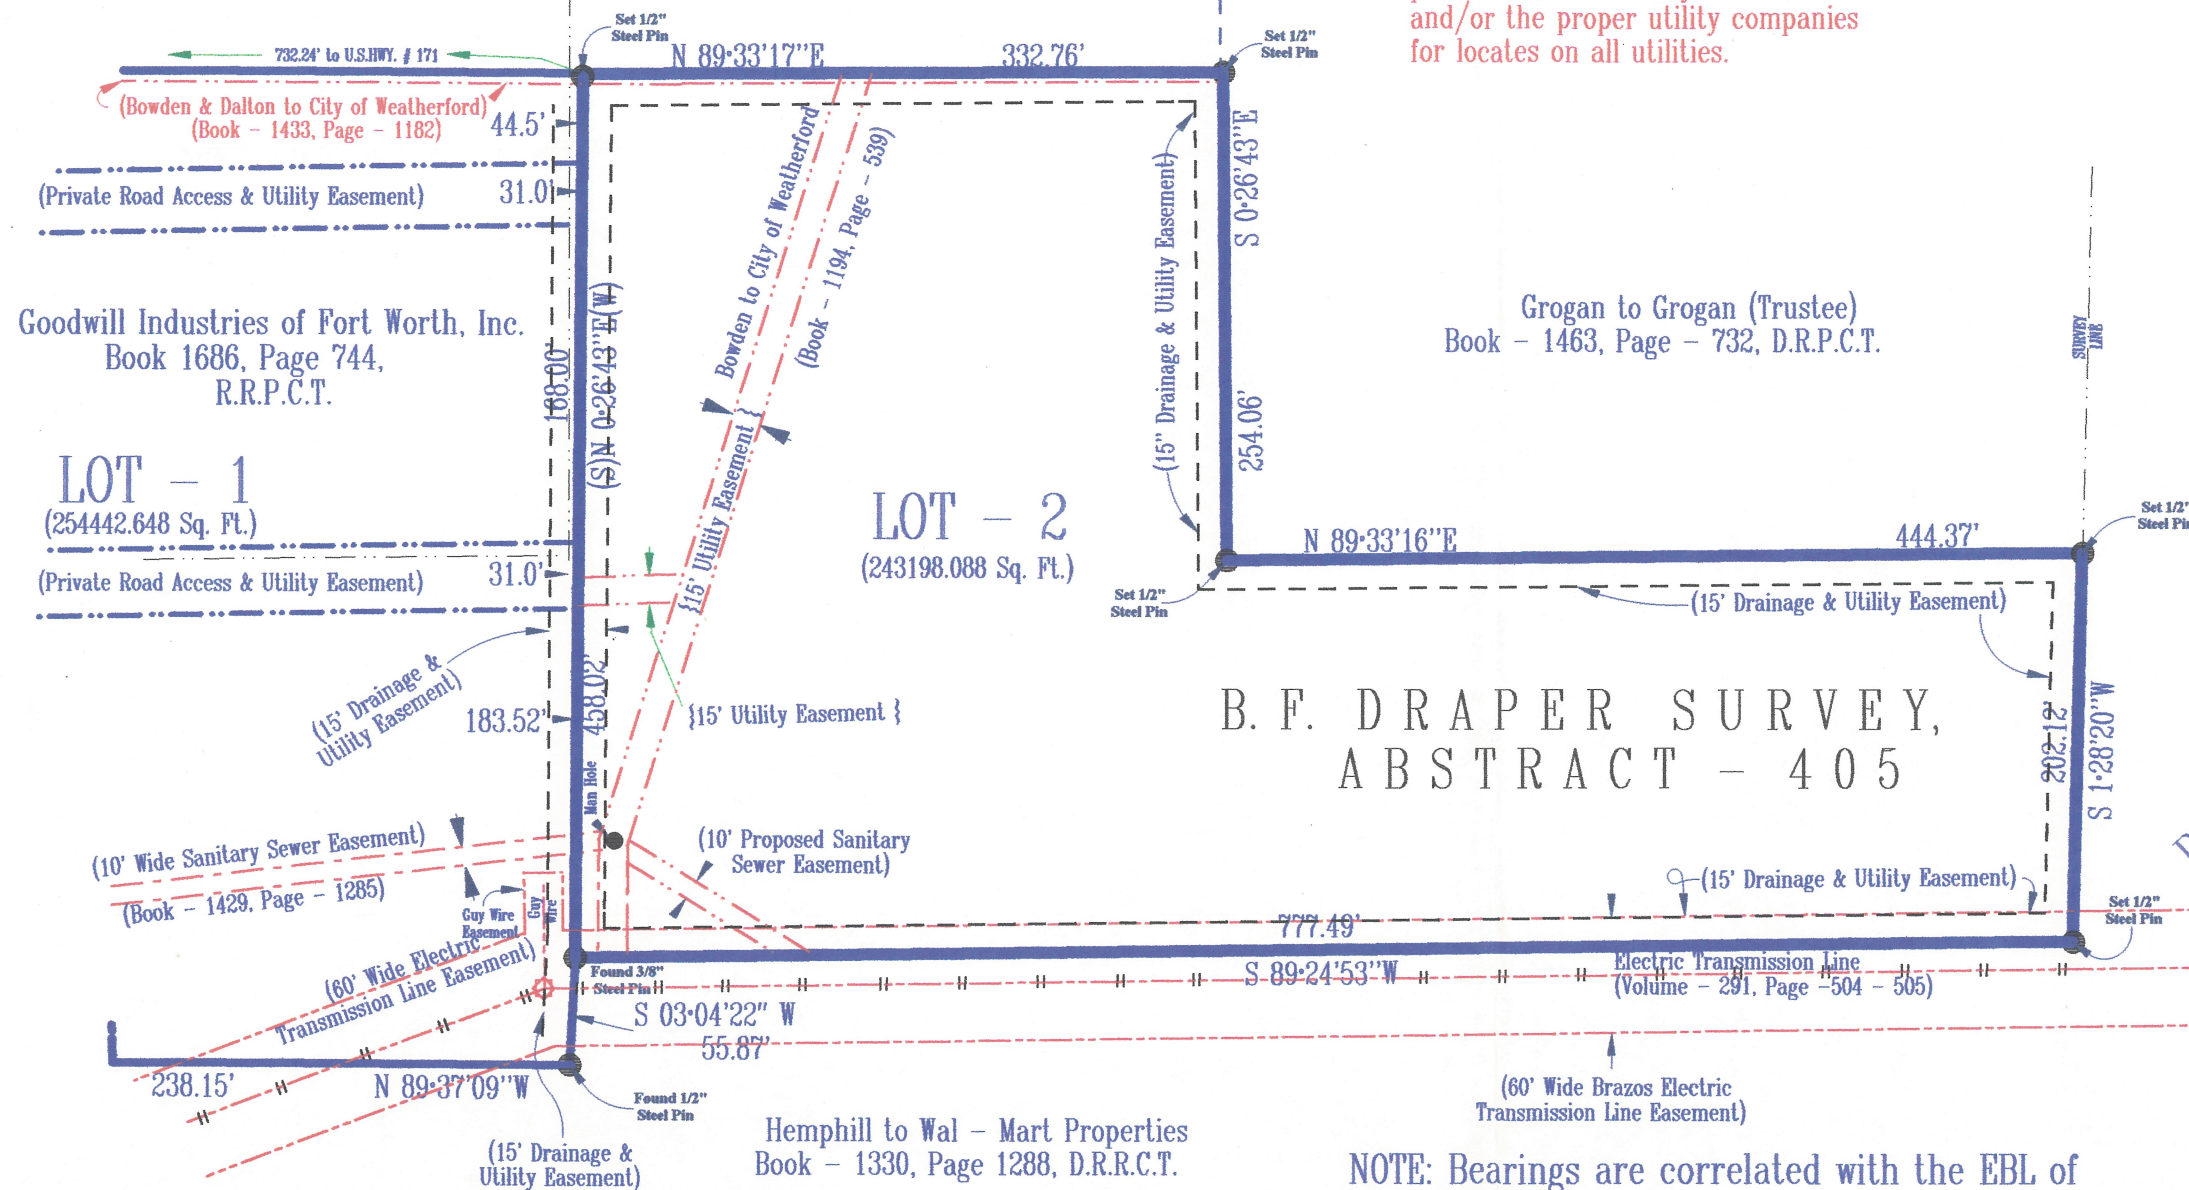 and/or the proper utility companies
for locates on all utilities.
Set 1/2"
Steel Pin
732.24' to U.S.HWY. # 171
N 89•33'17''E
332.76'
Set 1/2"
Steel Pin
(Bowden & Dalton to City of Weatherford)
(Book - 1433, Page - 1182)
44.5'
(Private Road Access & Utility Easement)
31.0'
Goodwill Industries of Fort Worth, Inc.
Book 1686, Page 744,
R.R.P.C.T.
168.00'
(S)N 0•26'43''E(W)
Bowden to City of Weatherford
(Book - 1194, Page - 539)
}15' Utility Easement }
(15" Drainage & Utility Easement)
S 0•26'43''E
254.06'
Grogan to Grogan (Trustee)
Book - 1463, Page - 732, D.R.P.C.T.
SURVEY
LINE
LOT - 1
(254442.648 Sq. Ft.)
LOT - 2
(243198.088 Sq. Ft.)
N 89•33'16''E
444.37'
Set 1/2"
Steel Pin
(Private Road Access & Utility Easement)
31.0'
Set 1/2"
Steel Pin
(15' Drainage & Utility Easement)
(15' Drainage &
Utility Easement)
183.52'
458.02'
}15' Utility Easement }
B. F. DRAPER SURVEY,
ABSTRACT - 405
202.12'
S 1•28'20''W
Man Hole
(10' Wide Sanitary Sewer Easement)
(Book - 1429, Page - 1285)
(10' Proposed Sanitary
Sewer Easement)
Guy Wire
Easement
Guy
Wire
(15' Drainage & Utility Easement)
Set 1/2"
Steel Pin
777.49'
S 89•24'53''W
(60' Wide Electric
Transmission Line Easement)
Found 3/8"
Steel Pin
Electric Transmission Line
(Volume - 291, Page -504 - 505)
S 03•04'22" W
55.87'
238.15'
N 89•37'09''W
Found 1/2"
Steel Pin
(60' Wide Brazos Electric
Transmission Line Easement)
(15' Drainage &
Utility Easement)
Hemphill to Wal - Mart Properties
Book - 1330, Page 1288, D.R.R.C.T.
NOTE: Bearings are correlated with the EBL of